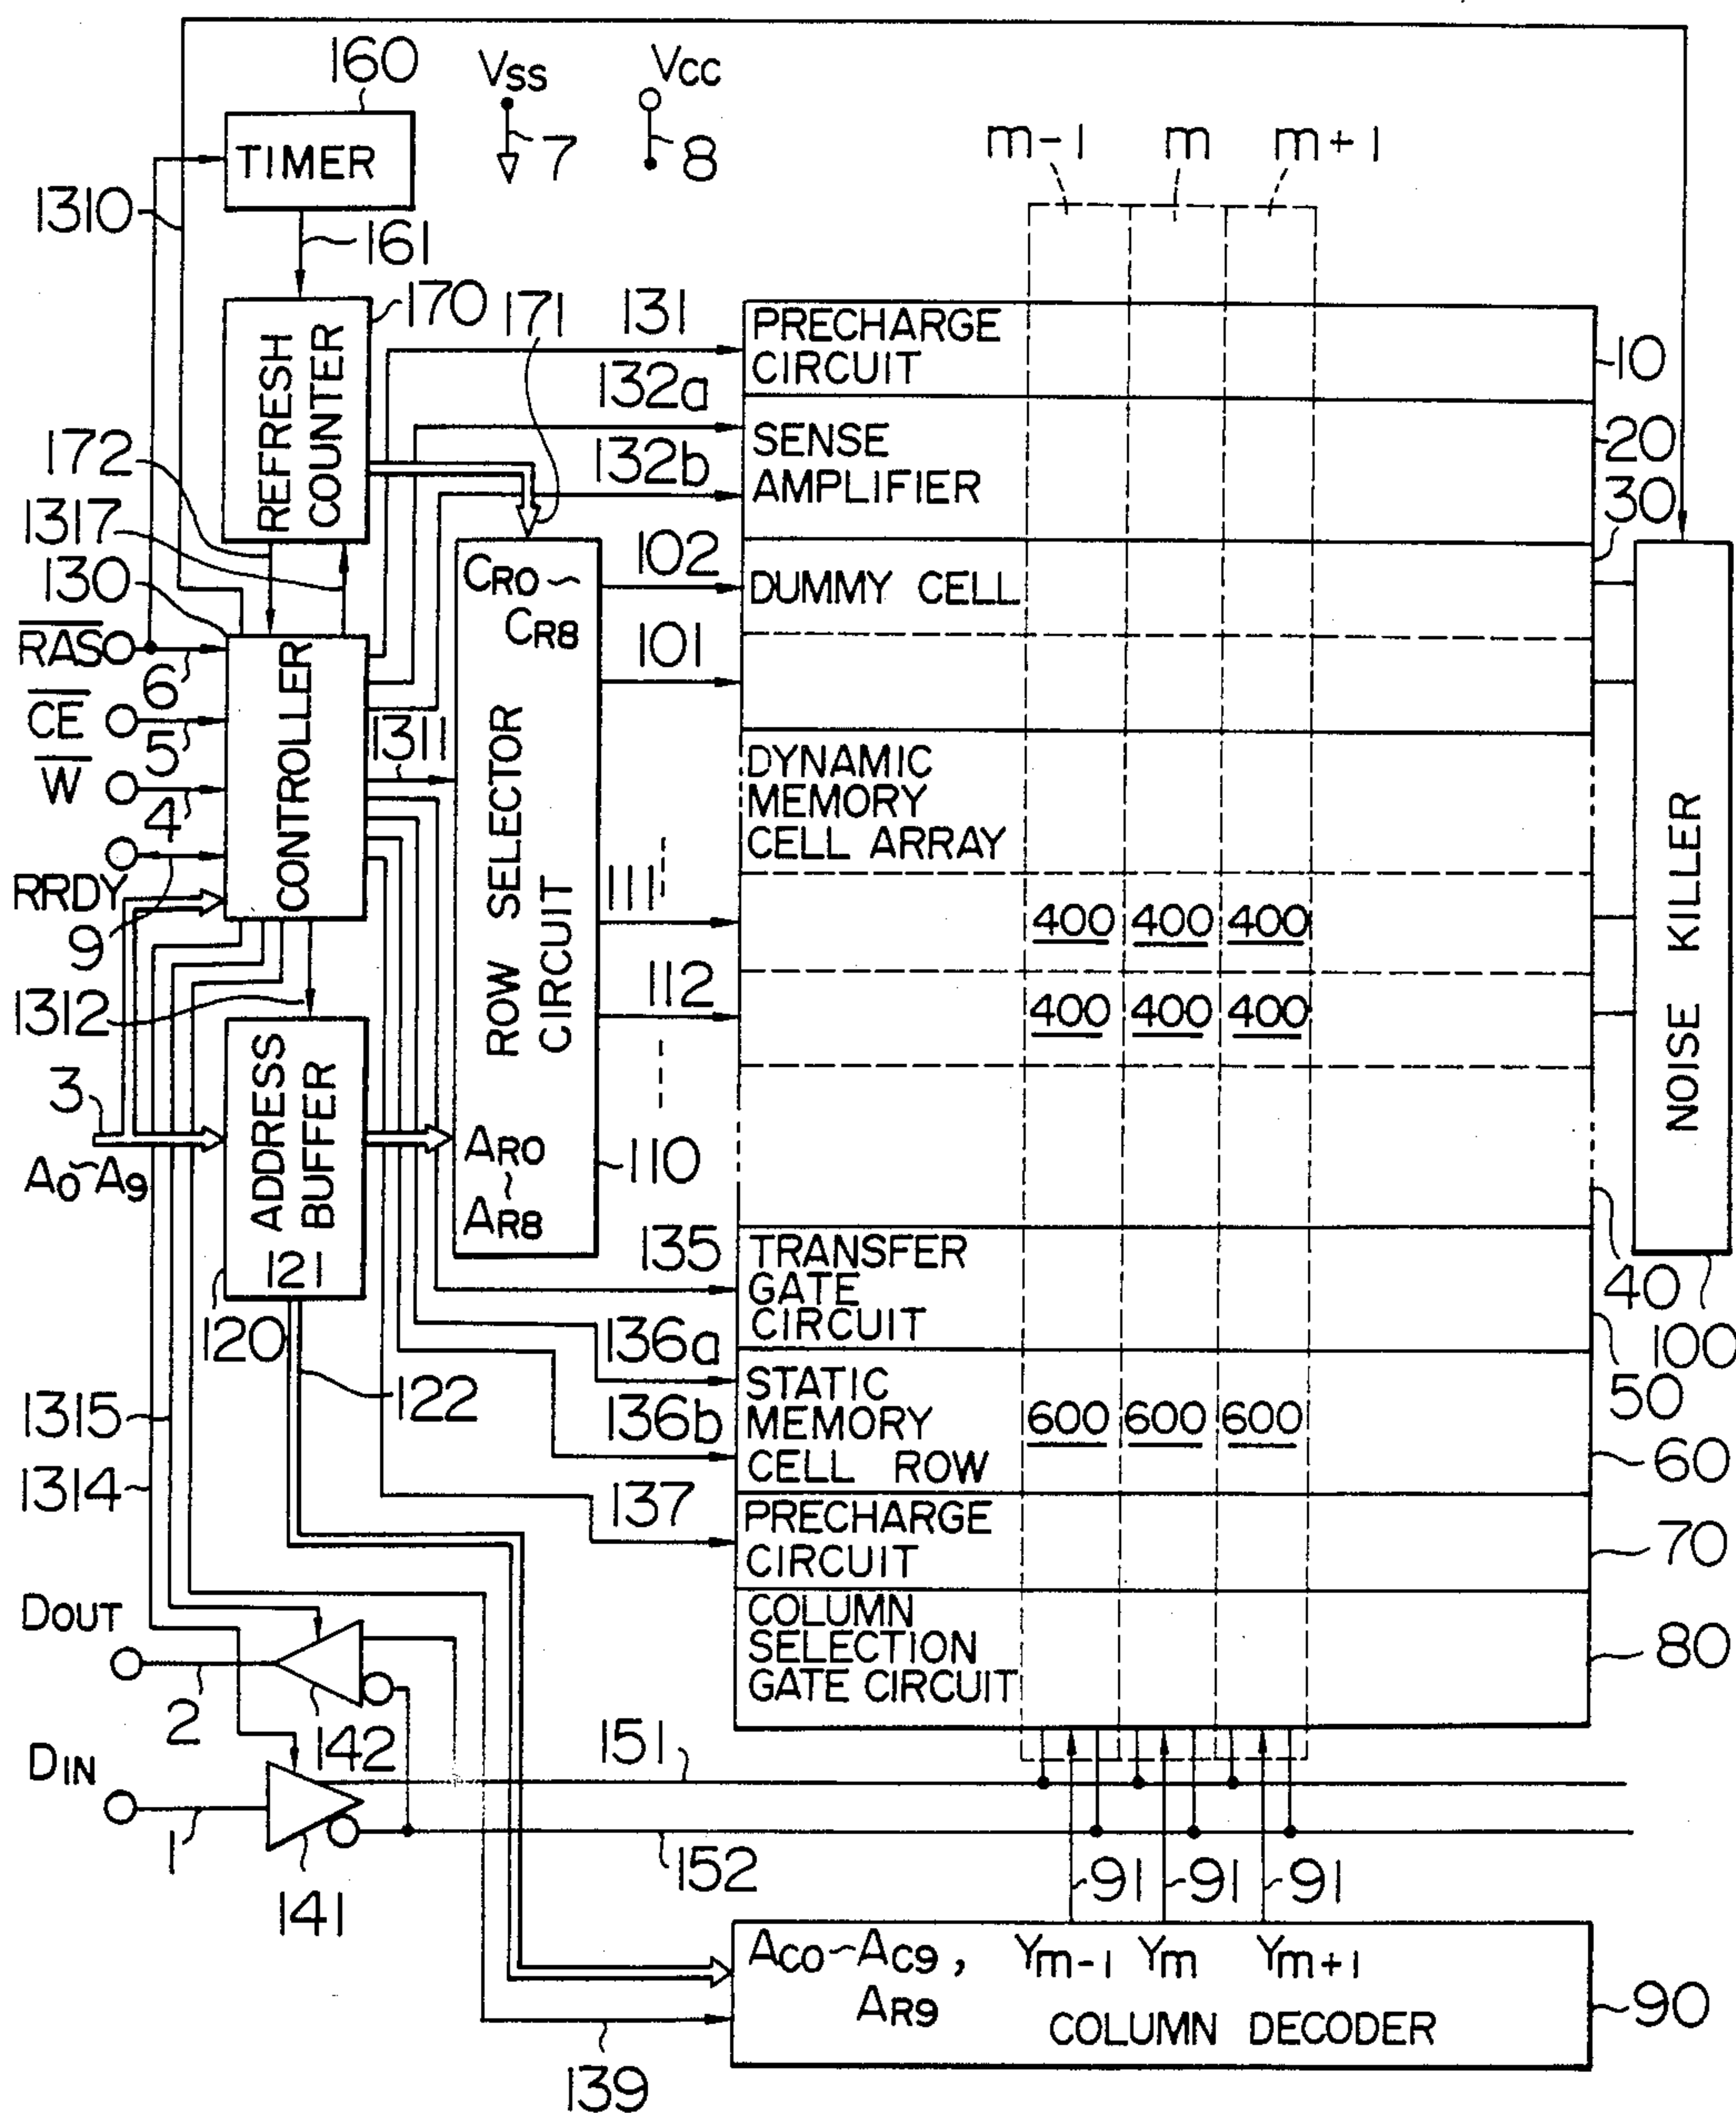 160
VSS
VCC
TIMER
7
8
m-1
m
m+1
1310
161
170
171
131
PRECHARGE
CIRCUIT
10
132a
REFRESH
COUNTER
SENSE
AMPLIFIER
20
132b
172
30
1317
102
CR0~
CR8
DUMMY CELL
130
RAS
6
101
CE
5
CONTROLLER
1311
W
4
DYNAMIC
MEMORY
CELL ARRAY
ROW SELECTOR
CIRCUIT
NOISE KILLER
RRDY
9
111
400 400 400
1312
112
400 400 400
3
A0~A9
ADDRESS
BUFFER
121
AR0
~
AR8
110
135
TRANSFER
GATE
CIRCUIT
40
120
100
136a
50
122
STATIC
MEMORY
CELL ROW
1315
136b
600 600 600
60
1314
137
PRECHARGE
CIRCUIT
70
DOUT
COLUMN
SELECTION
GATE CIRCUIT
80
2
142
DIN
151
1
141
152
91 91 91
AC0~AC9,
AR9
Ym-1 Ym Ym+1
COLUMN DECODER
90
139